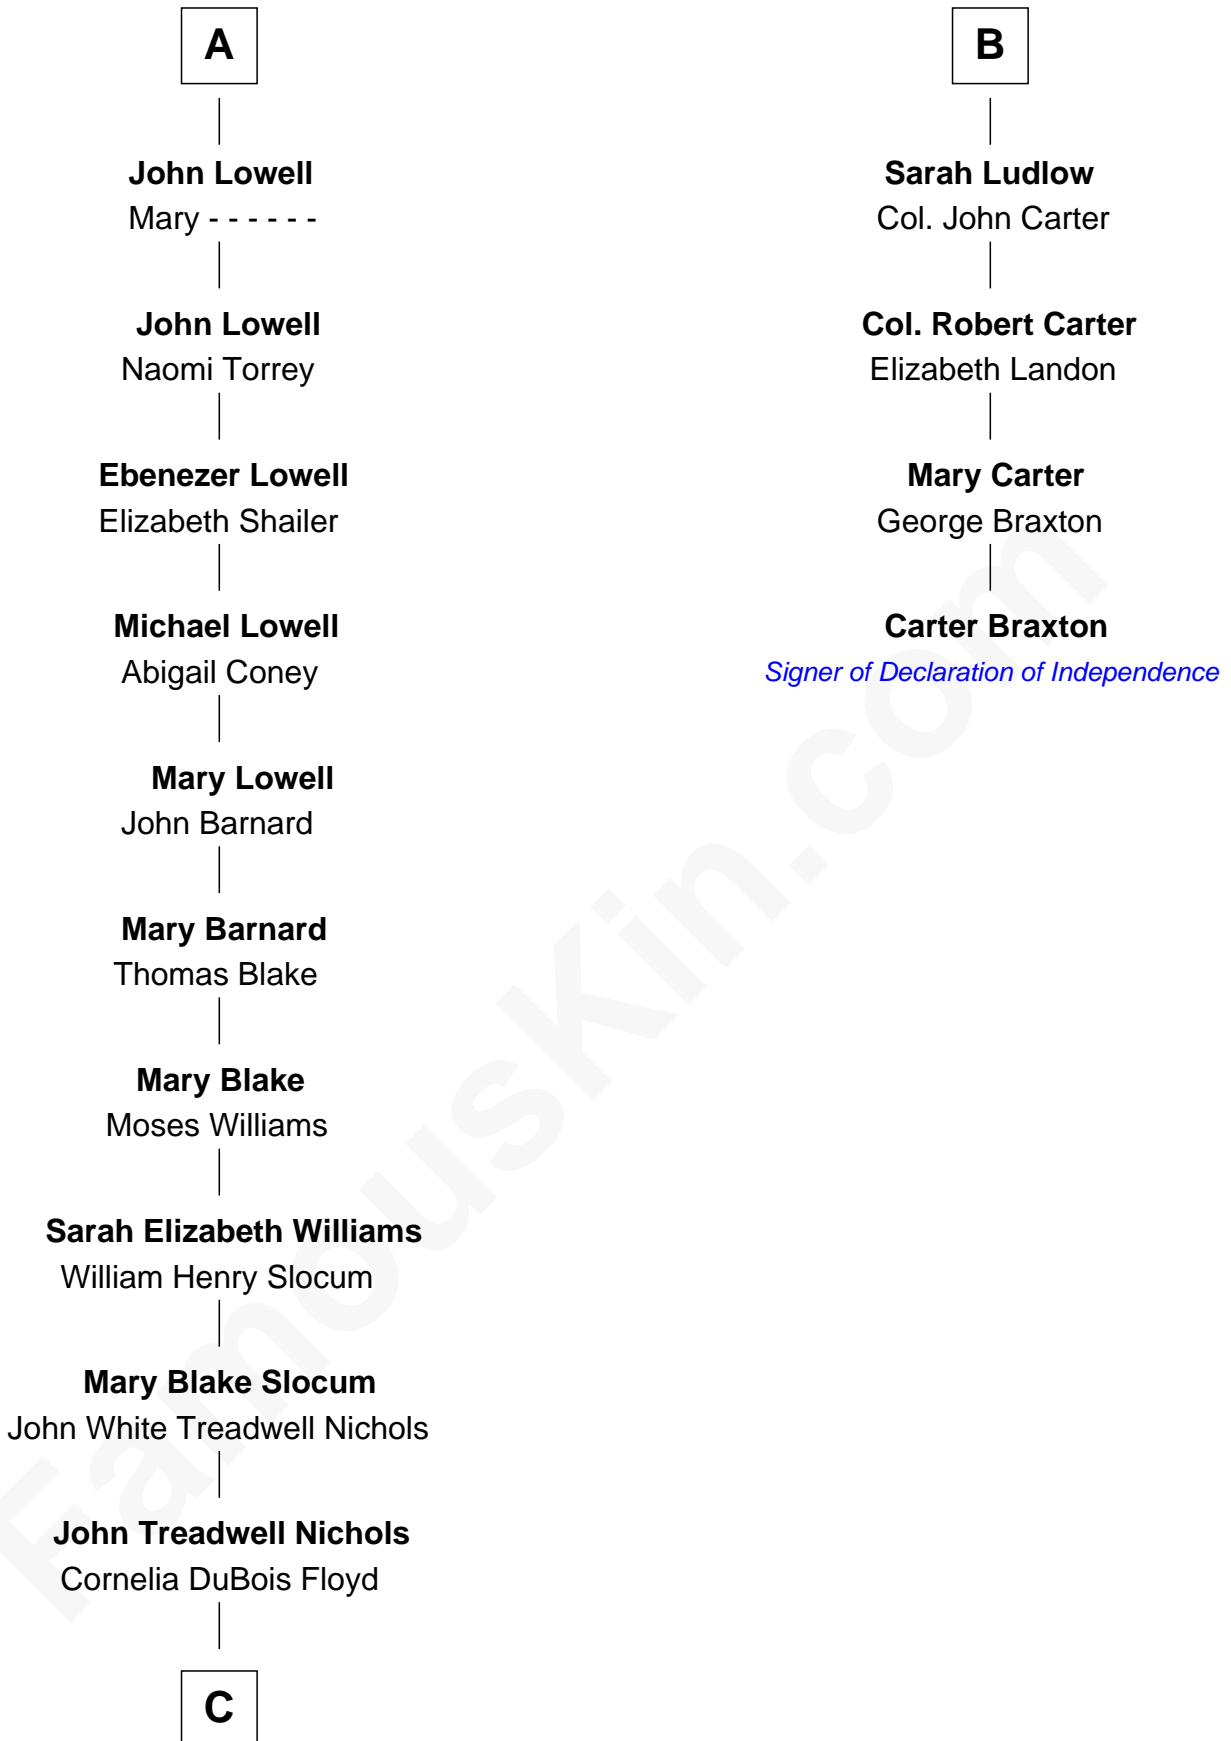 A
John Lowell
Mary - - - - - -
John Lowell
Naomi Torrey
Ebenezer Lowell
Elizabeth Shailer
Michael Lowell
Abigail Coney
Mary Lowell
John Barnard
Mary Barnard
Thomas Blake
Mary Blake
Moses Williams
Sarah Elizabeth Williams
William Henry Slocum
Mary Blake Slocum
John White Treadwell Nichols
John Treadwell Nichols
Cornelia DuBois Floyd
C
B
Sarah Ludlow
Col. John Carter
Col. Robert Carter
Elizabeth Landon
Mary Carter
George Braxton
Carter Braxton
Signer of Declaration of Independence
FamousKin.com